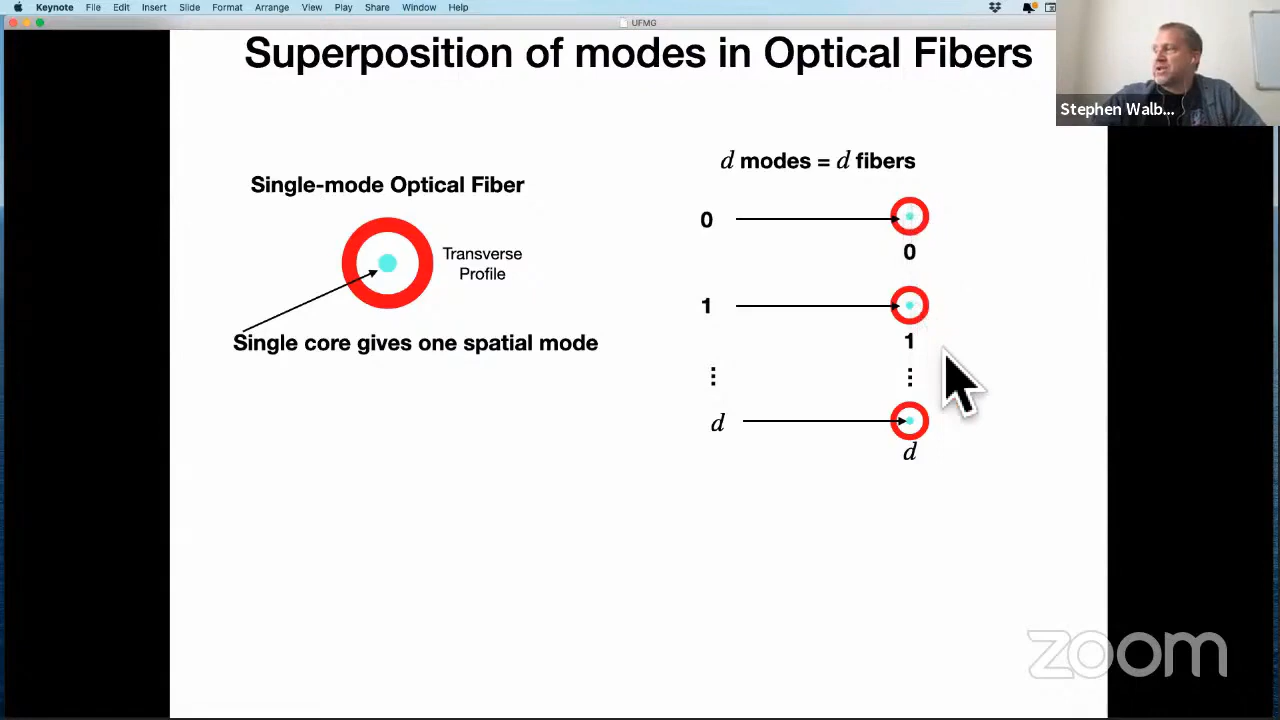 Keynote File Edit Insert Slide Format Arrange View Play Share Window Help
UFMG
Superposition of modes in Optical Fibers
Stephen Walb...
d modes = d fibers
Single-mode Optical Fiber
Transverse
Profile
Single core gives one spatial mode
0
0
1
1
⋮
⋮
d
d
zoom